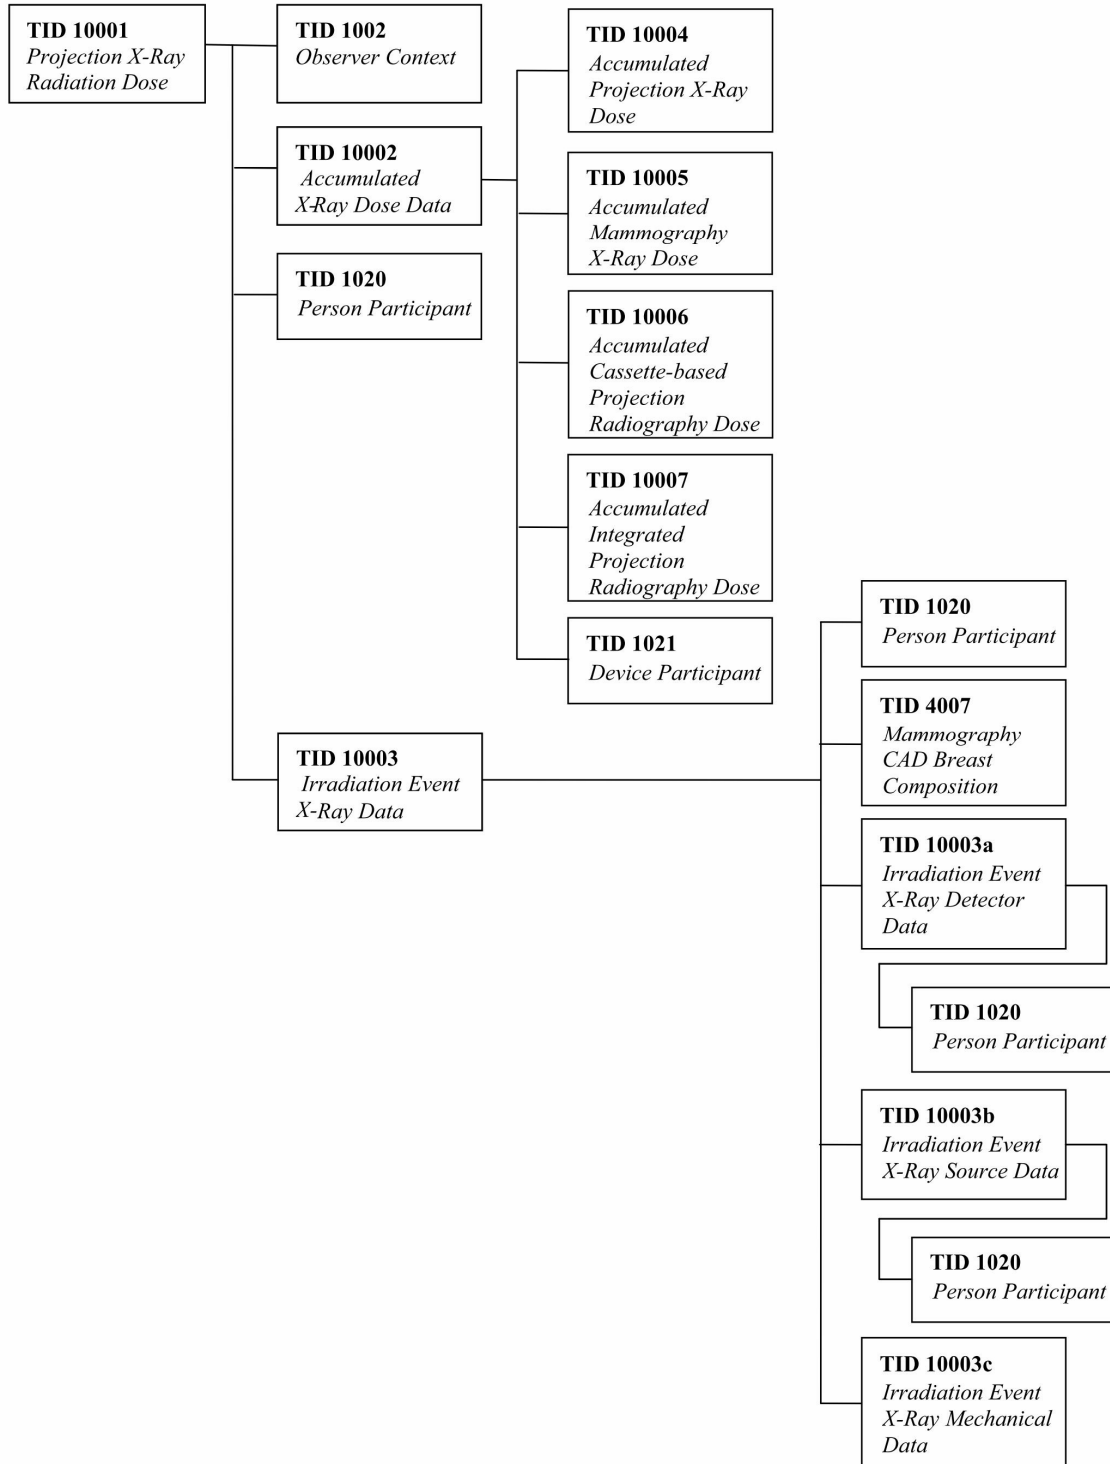 TID 10001
Projection X-Ray
Radiation Dose
TID 1002
Observer Context
TID 10002
Accumulated
X-Ray Dose Data
TID 1020
Person Participant
TID 10004
Accumulated
Projection X-Ray
Dose
TID 10005
Accumulated
Mammography
X-Ray Dose
TID 10006
Accumulated
Cassette-based
Projection
Radiography Dose
TID 10007
Accumulated
Integrated
Projection
Radiography Dose
TID 1021
Device Participant
TID 10003
Irradiation Event
X-Ray Data
TID 1020
Person Participant
TID 4007
Mammography
CAD Breast
Composition
TID 10003a
Irradiation Event
X-Ray Detector
Data
TID 1020
Person Participant
TID 10003b
Irradiation Event
X-Ray Source Data
TID 1020
Person Participant
TID 10003c
Irradiation Event
X-Ray Mechanical
Data